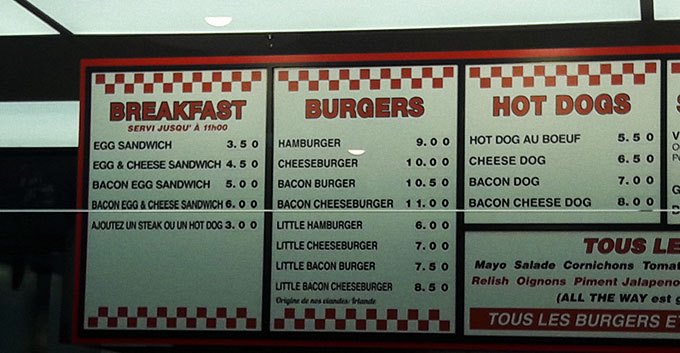 BREAKFAST
SERVI JUSQU' À 11h00
EGG SANDWICH 3.50
EGG & CHEESE SANDWICH 4.50
BACON EGG SANDWICH 5.00
BACON EGG & CHEESE SANDWICH 6.00
AJOUTEZ UN STEAK OU UN HOT DOG 3.00
BURGERS
HAMBURGER 9.00
CHEESEBURGER 10.00
BACON BURGER 10.50
BACON CHEESEBURGER 11.00
LITTLE HAMBURGER 6.00
LITTLE CHEESEBURGER 7.00
LITTLE BACON BURGER 7.50
LITTLE BACON CHEESEBURGER 8.50
Origine de nos viandes: Irlande
HOT DOGS
HOT DOG AU BOEUF 5.50
CHEESE DOG 6.50
BACON DOG 7.00
BACON CHEESE DOG 8.00
TOUS LE
Mayo Salade Cornichons Tomat
Relish Oignons Piment Jalapeno
(ALL THE WAY est g
TOUS LES BURGERS ET